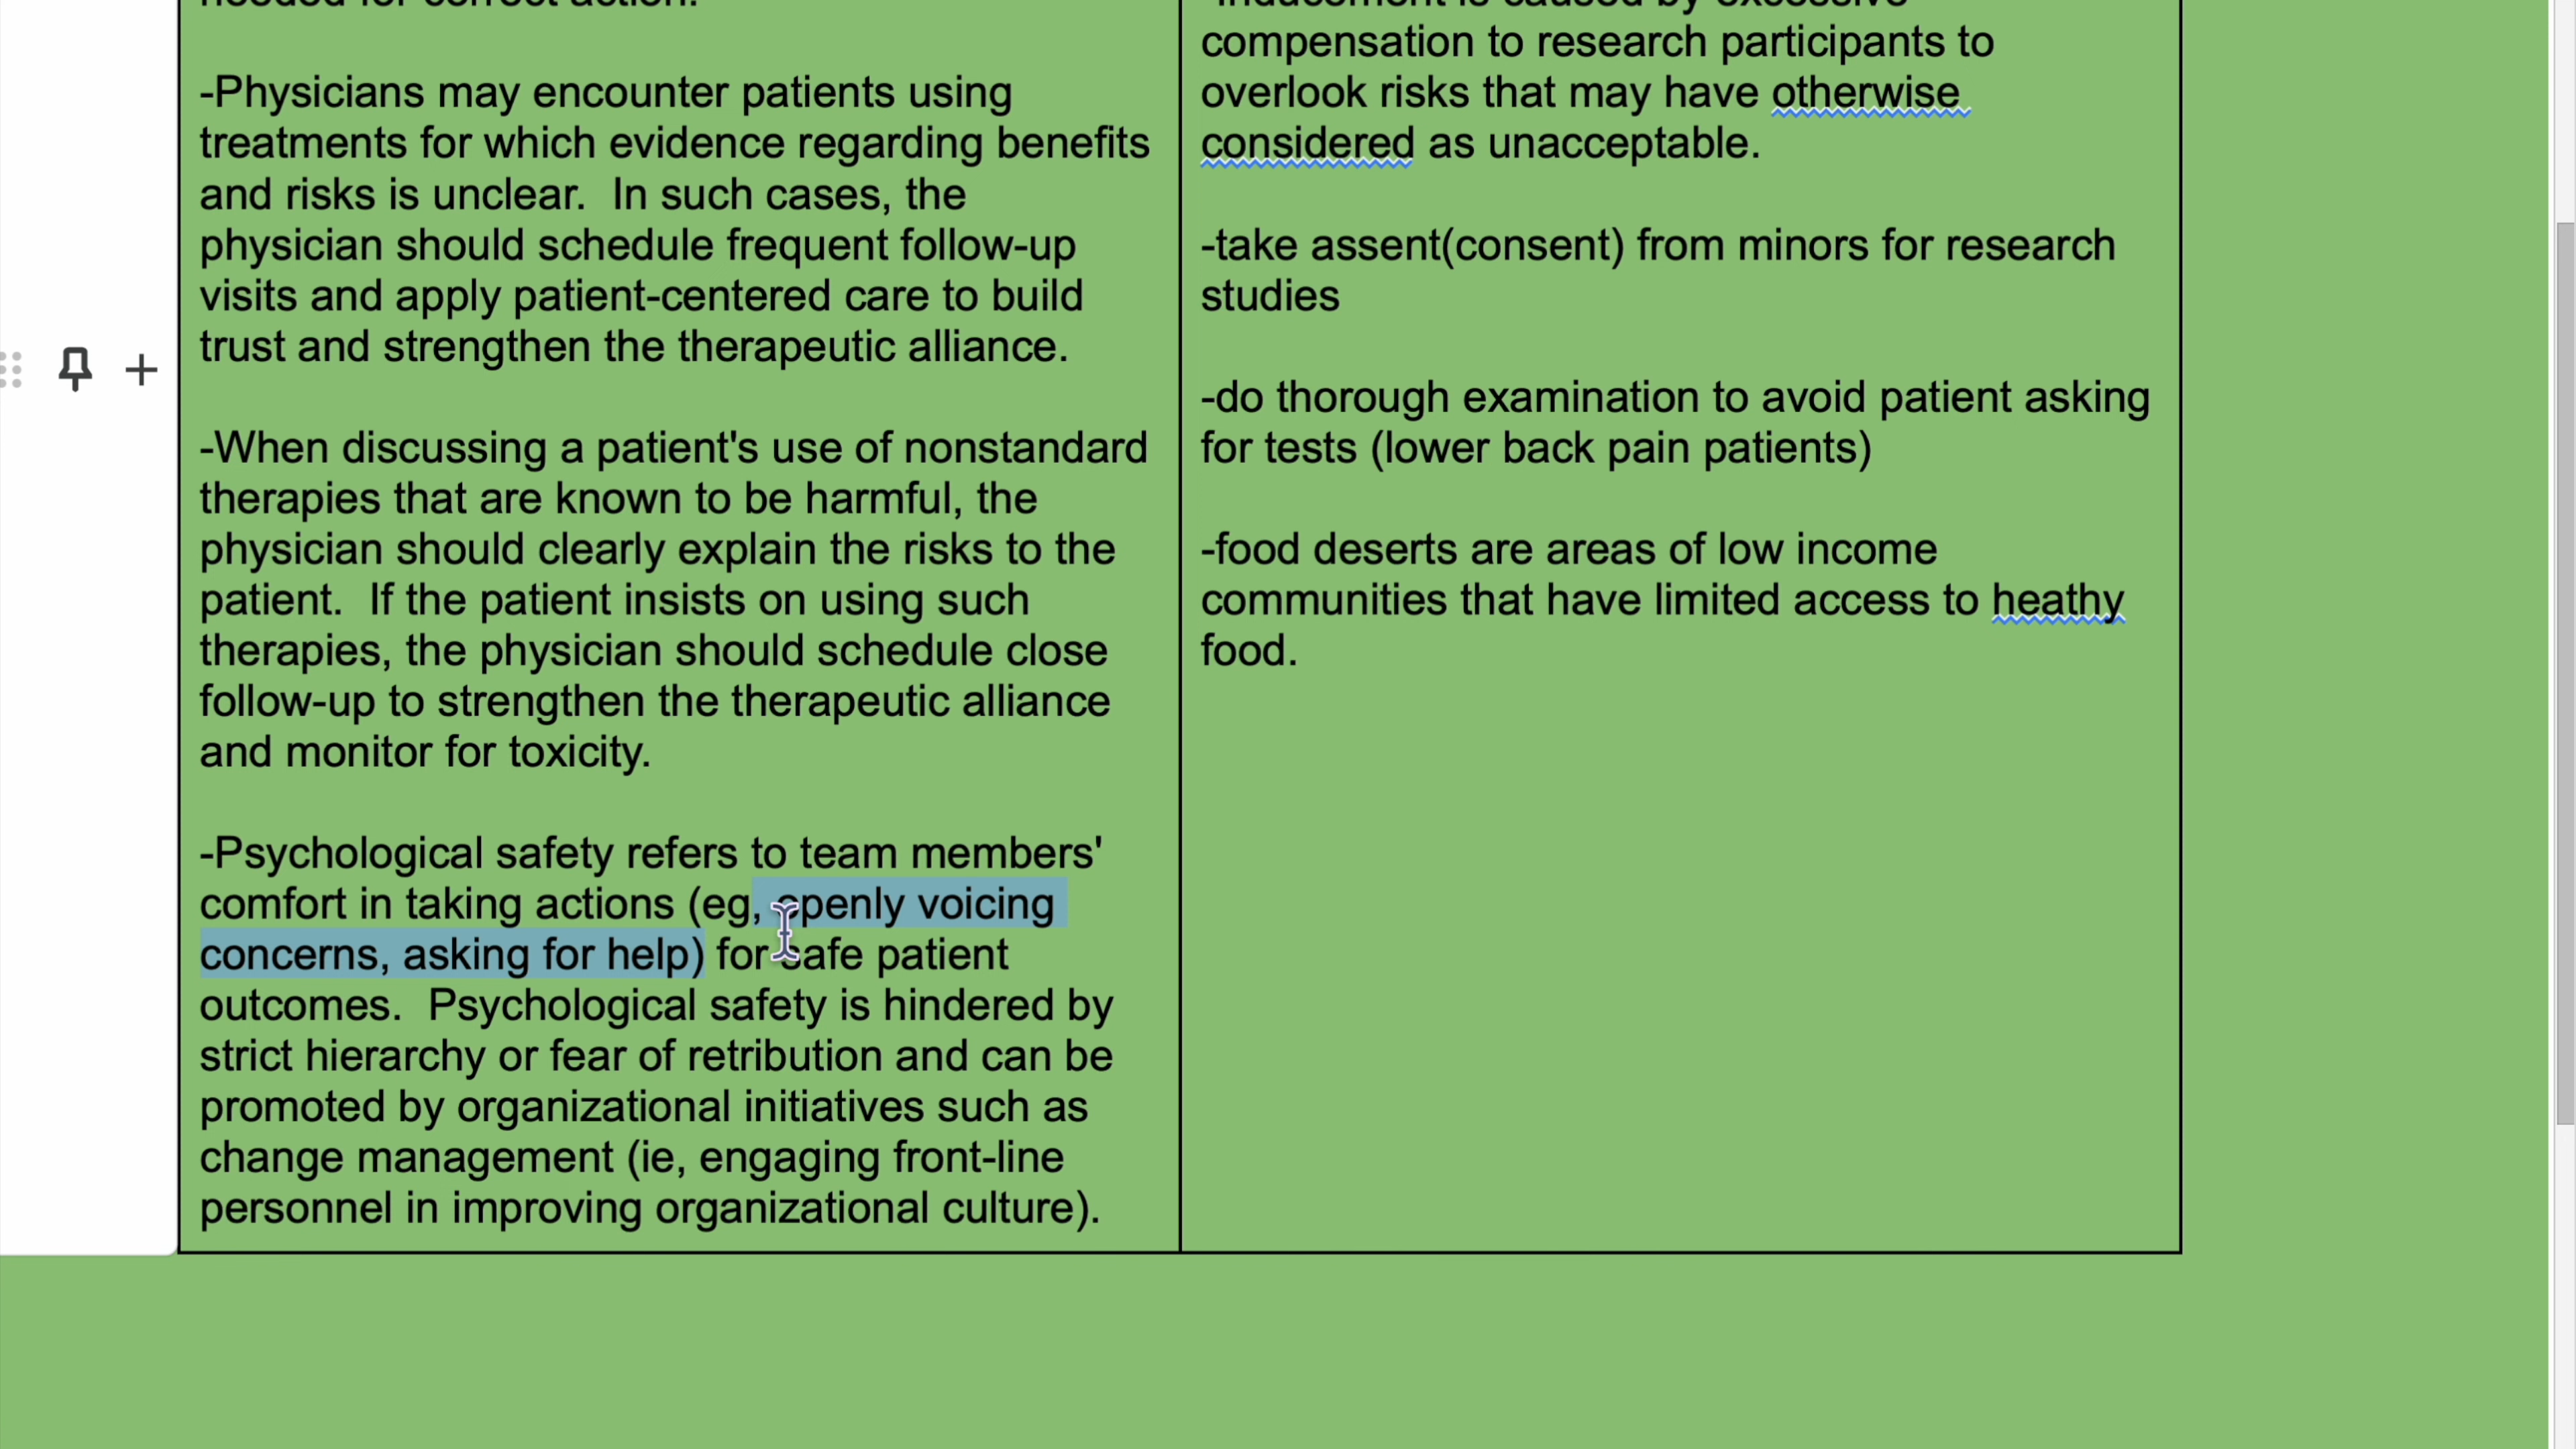 needed for correct action.
-Physicians may encounter patients using
treatments for which evidence regarding benefits
and risks is unclear.  In such cases, the
physician should schedule frequent follow-up
visits and apply patient-centered care to build
trust and strengthen the therapeutic alliance.
-When discussing a patient's use of nonstandard
therapies that are known to be harmful, the
physician should clearly explain the risks to the
patient.  If the patient insists on using such
therapies, the physician should schedule close
follow-up to strengthen the therapeutic alliance
and monitor for toxicity.
-Psychological safety refers to team members'
comfort in taking actions (eg, openly voicing
concerns, asking for help) for safe patient
outcomes.  Psychological safety is hindered by
strict hierarchy or fear of retribution and can be
promoted by organizational initiatives such as
change management (ie, engaging front-line
personnel in improving organizational culture).
-Inducement is caused by excessive
compensation to research participants to
overlook risks that may have otherwise
considered as unacceptable.
-take assent(consent) from minors for research
studies
-do thorough examination to avoid patient asking
for tests (lower back pain patients)
-food deserts are areas of low income
communities that have limited access to heathy
food.